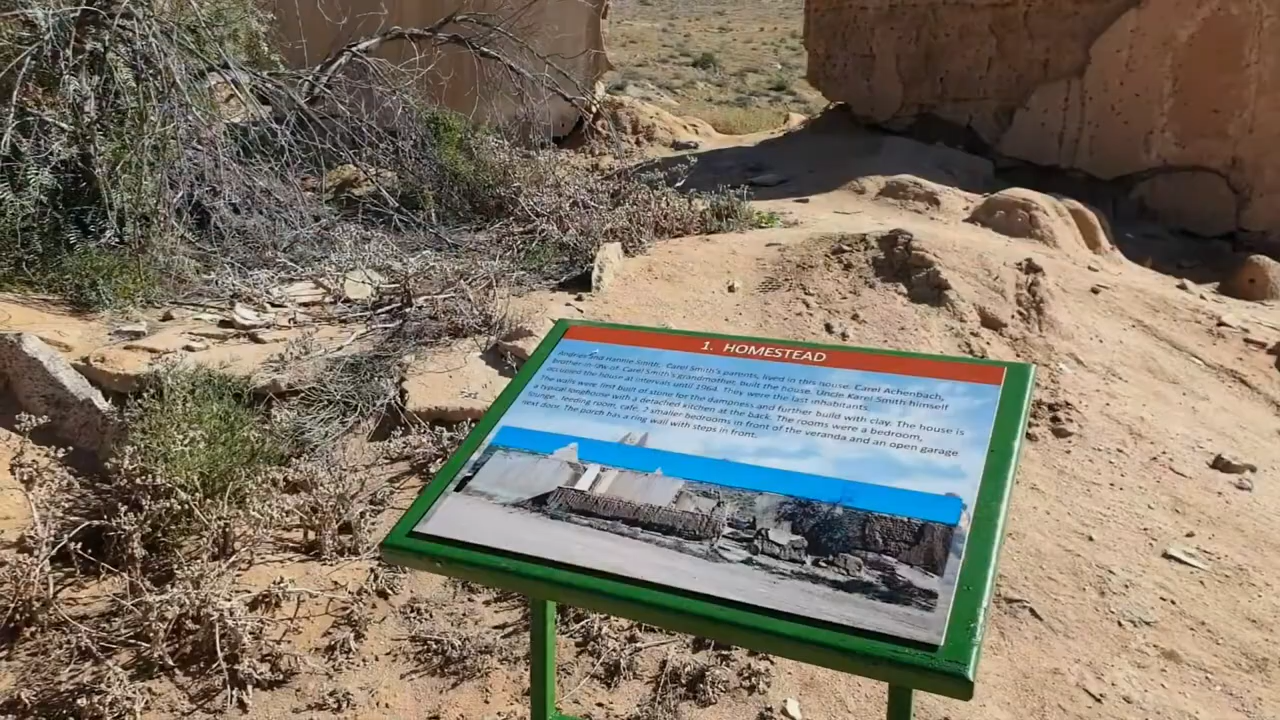 1. HOMESTEAD
Andries and Hannie Smith, Carel Smith's parents, lived in this house. Carel Achenbach,
brother-in-law of Carel Smith's grandmother, built the house. Uncle Karel Smith himself
occupied the house at intervals until 1964. They were the last inhabitants.
The walls were first built of stone for the dampness and further build with clay. The house is
a typical longhouse with a detached kitchen at the back. The rooms were a bedroom,
lounge, feeding room, café, 2 smaller bedrooms in front of the veranda and an open garage
next door. The porch has a ring wall with steps in front.